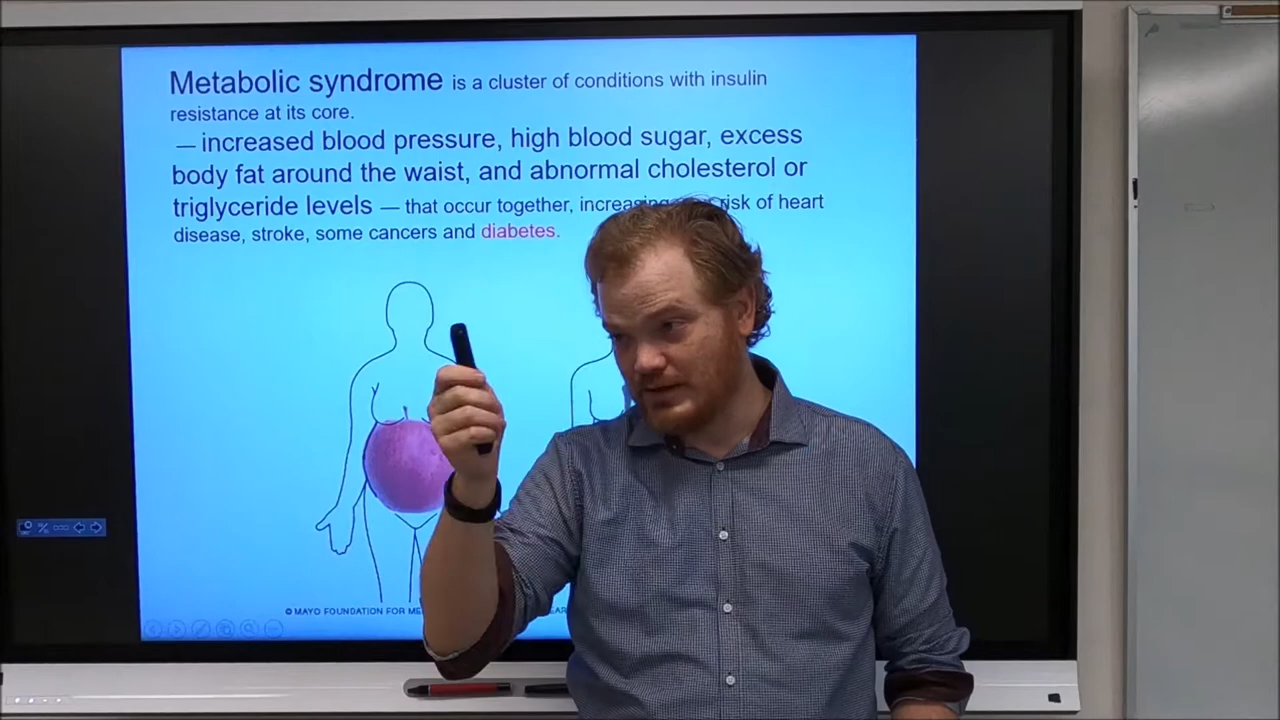 Metabolic syndrome is a cluster of conditions with insulin
resistance at its core.
— increased blood pressure, high blood sugar, excess
body fat around the waist, and abnormal cholesterol or
triglyceride levels — that occur together, increasing risk of heart
disease, stroke, some cancers and diabetes.
© MAYO FOUNDATION FOR